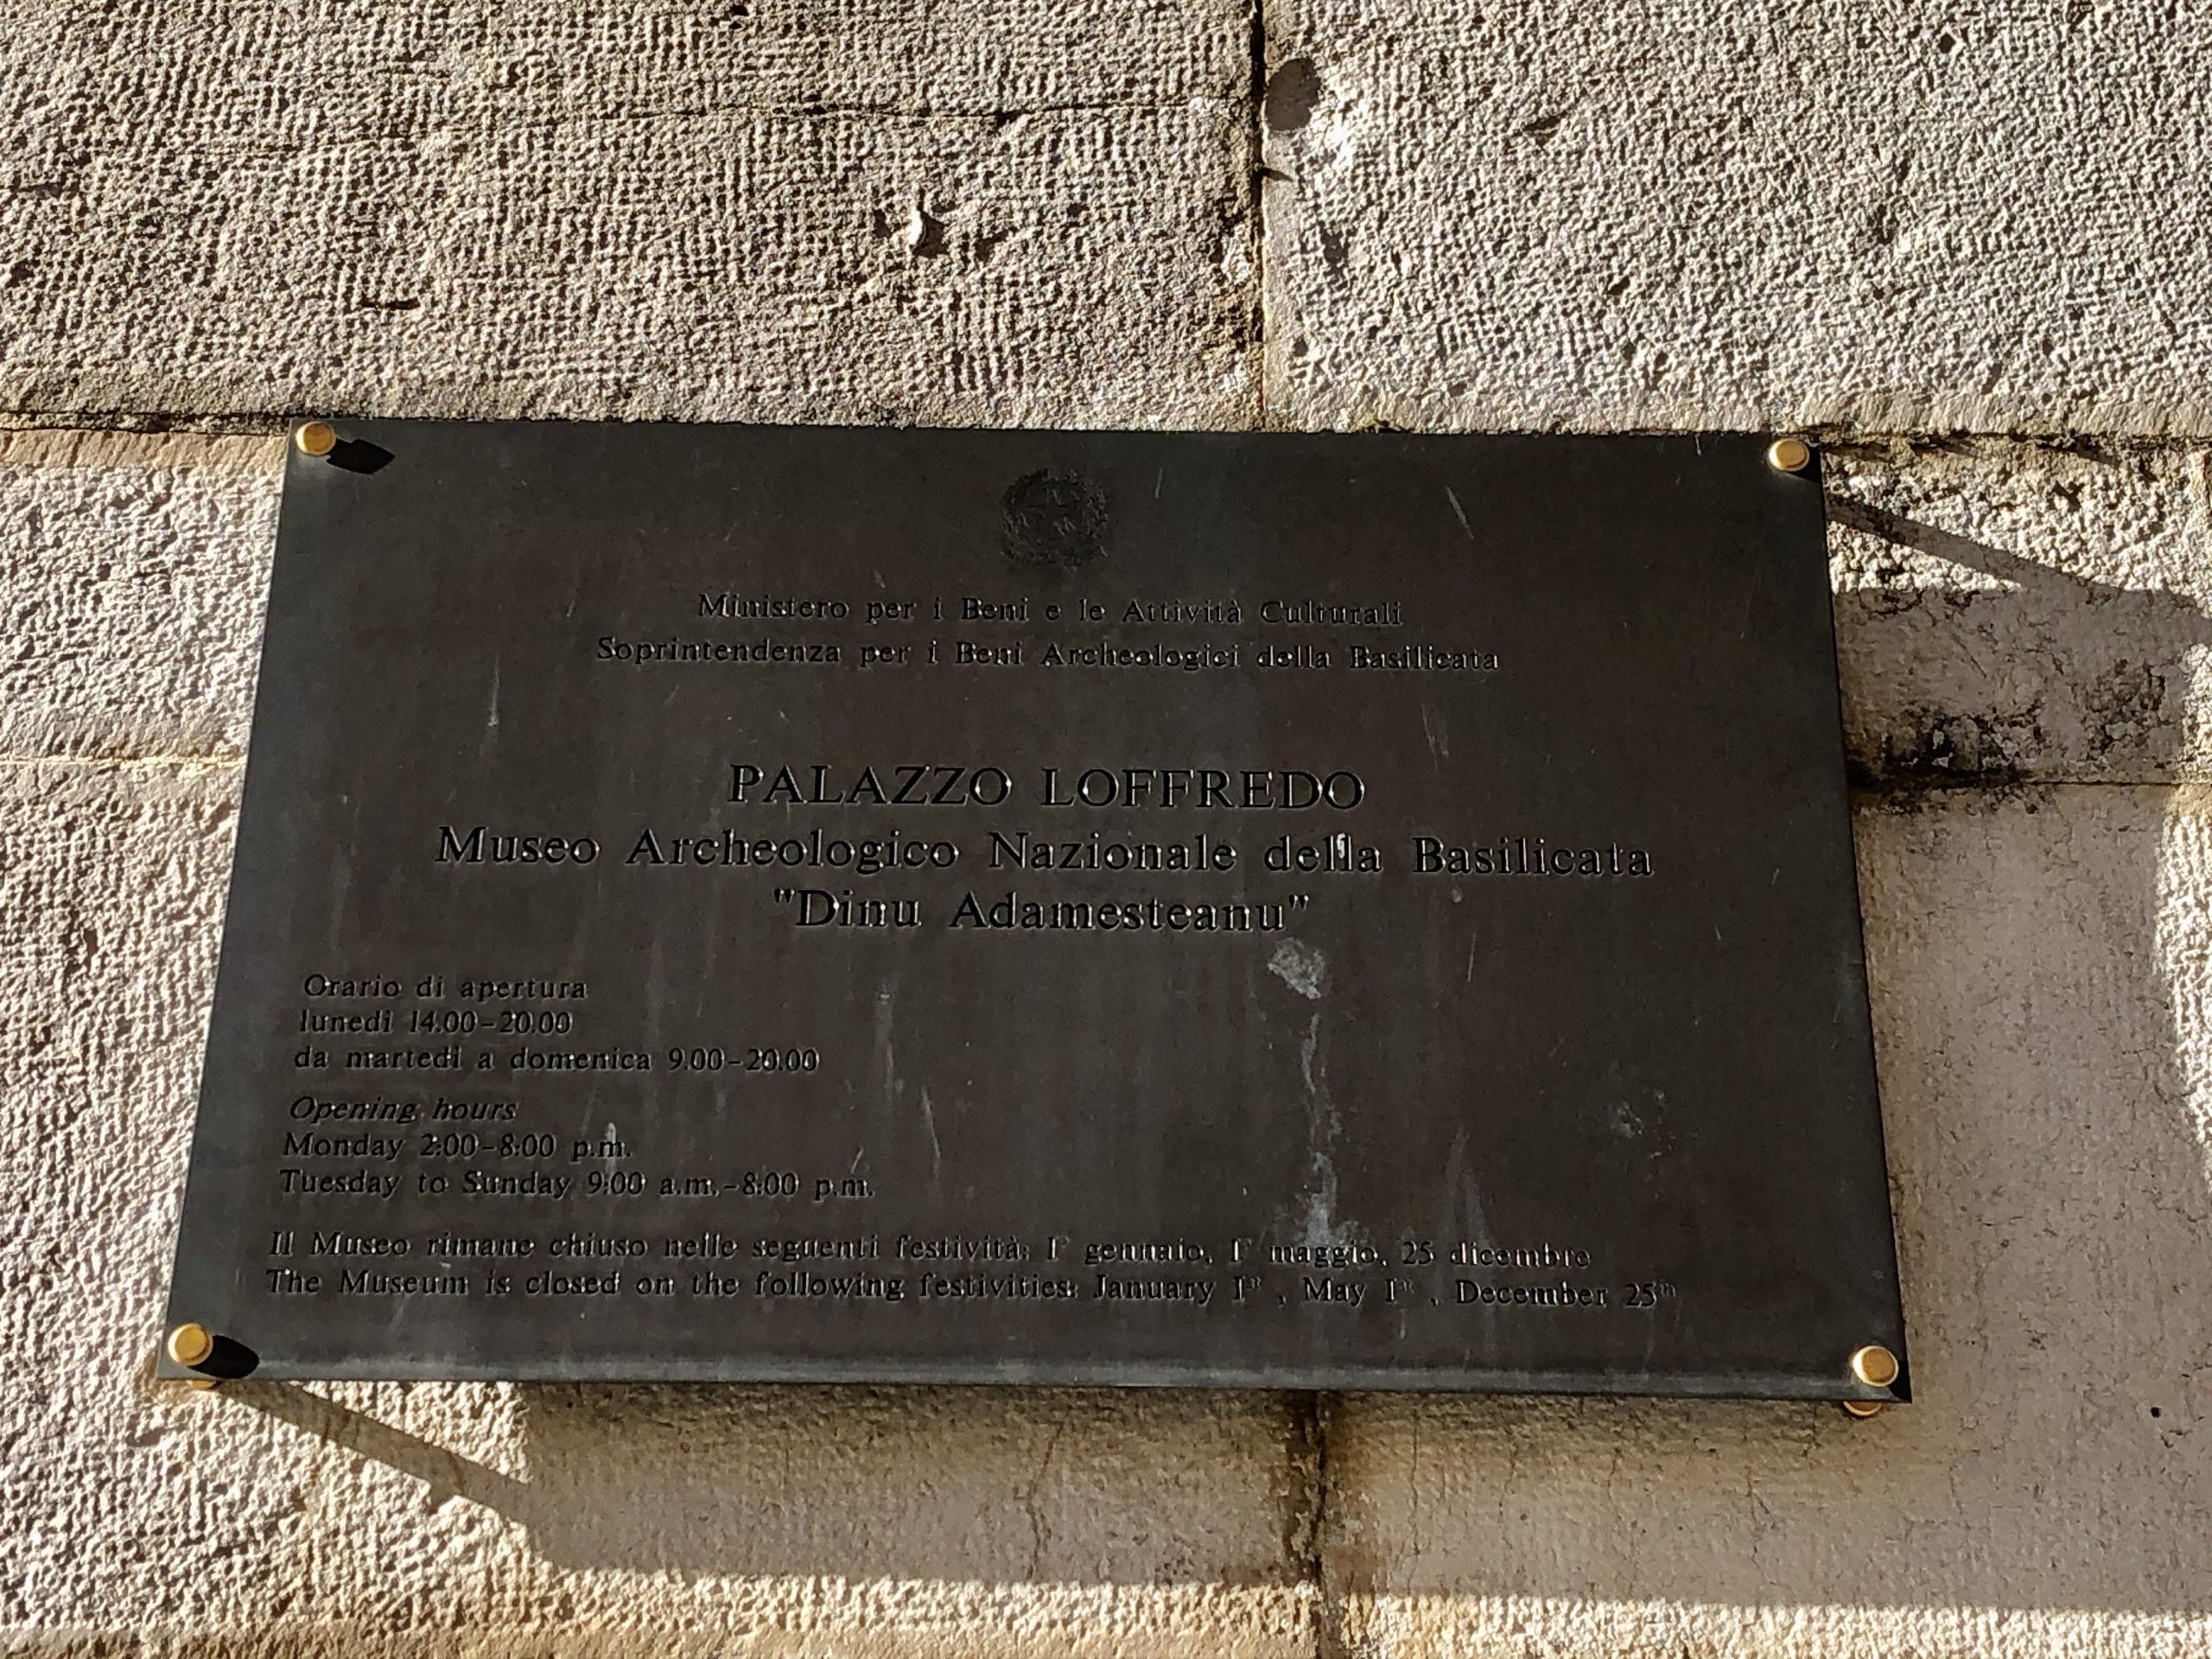 Ministero per i Beni e le Attività Culturali
Soprintendenza per i Beni Archeologici della Basilicata
PALAZZO LOFFREDO
Museo Archeologico Nazionale della Basilicata
"Dinu Adamesteanu"
Orario di apertura
lunedì 14.00-20.00
da martedì a domenica 9.00-20.00
Opening hours
Monday 2:00-8:00 p.m.
Tuesday to Sunday 9:00 a.m.-8:00 p.m.
Il Museo rimane chiuso nelle seguenti festività: 1° gennaio, 1° maggio, 25 dicembre
The Museum is closed on the following festivities: January 1st , May 1st , December 25th